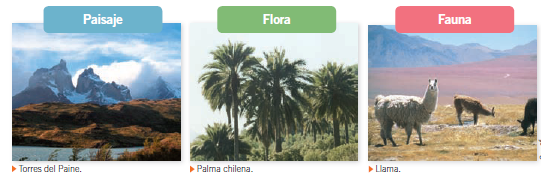 Paisaje
Flora
Fauna
Torres del Paine.
Palma chilena.
Llama.